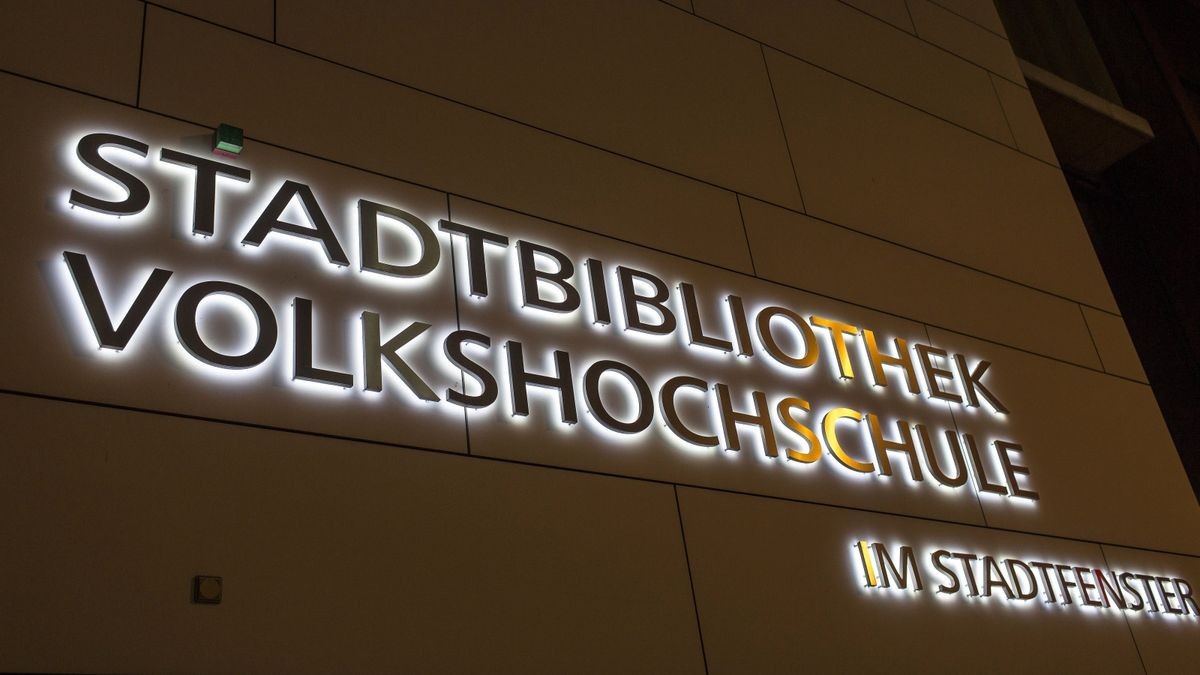 STADTBIBLIOTHEK
VOLKSHOCHSCHULE
IM STADTFENSTER